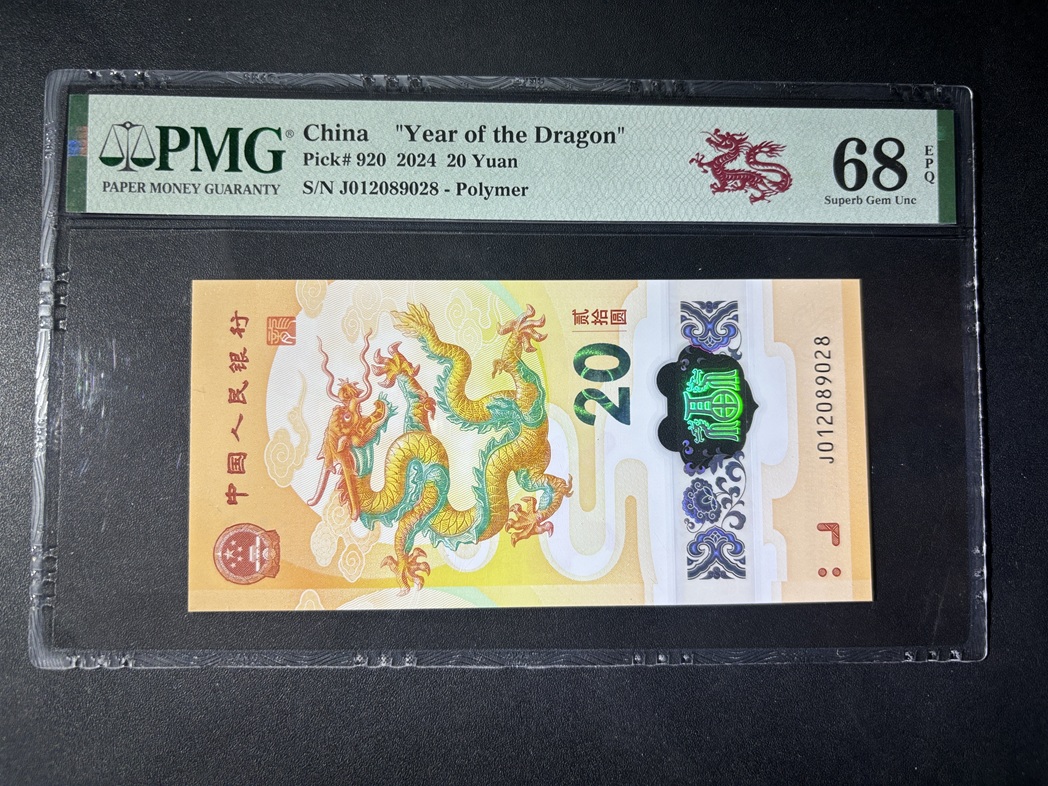 PMG®
PAPER MONEY GUARANTY
China "Year of the Dragon"
Pick# 920 2024 20 Yuan
S/N J012089028 - Polymer
68
EPQ
Superb Gem Unc
中国人民银行
贰拾圆
20
J012089028